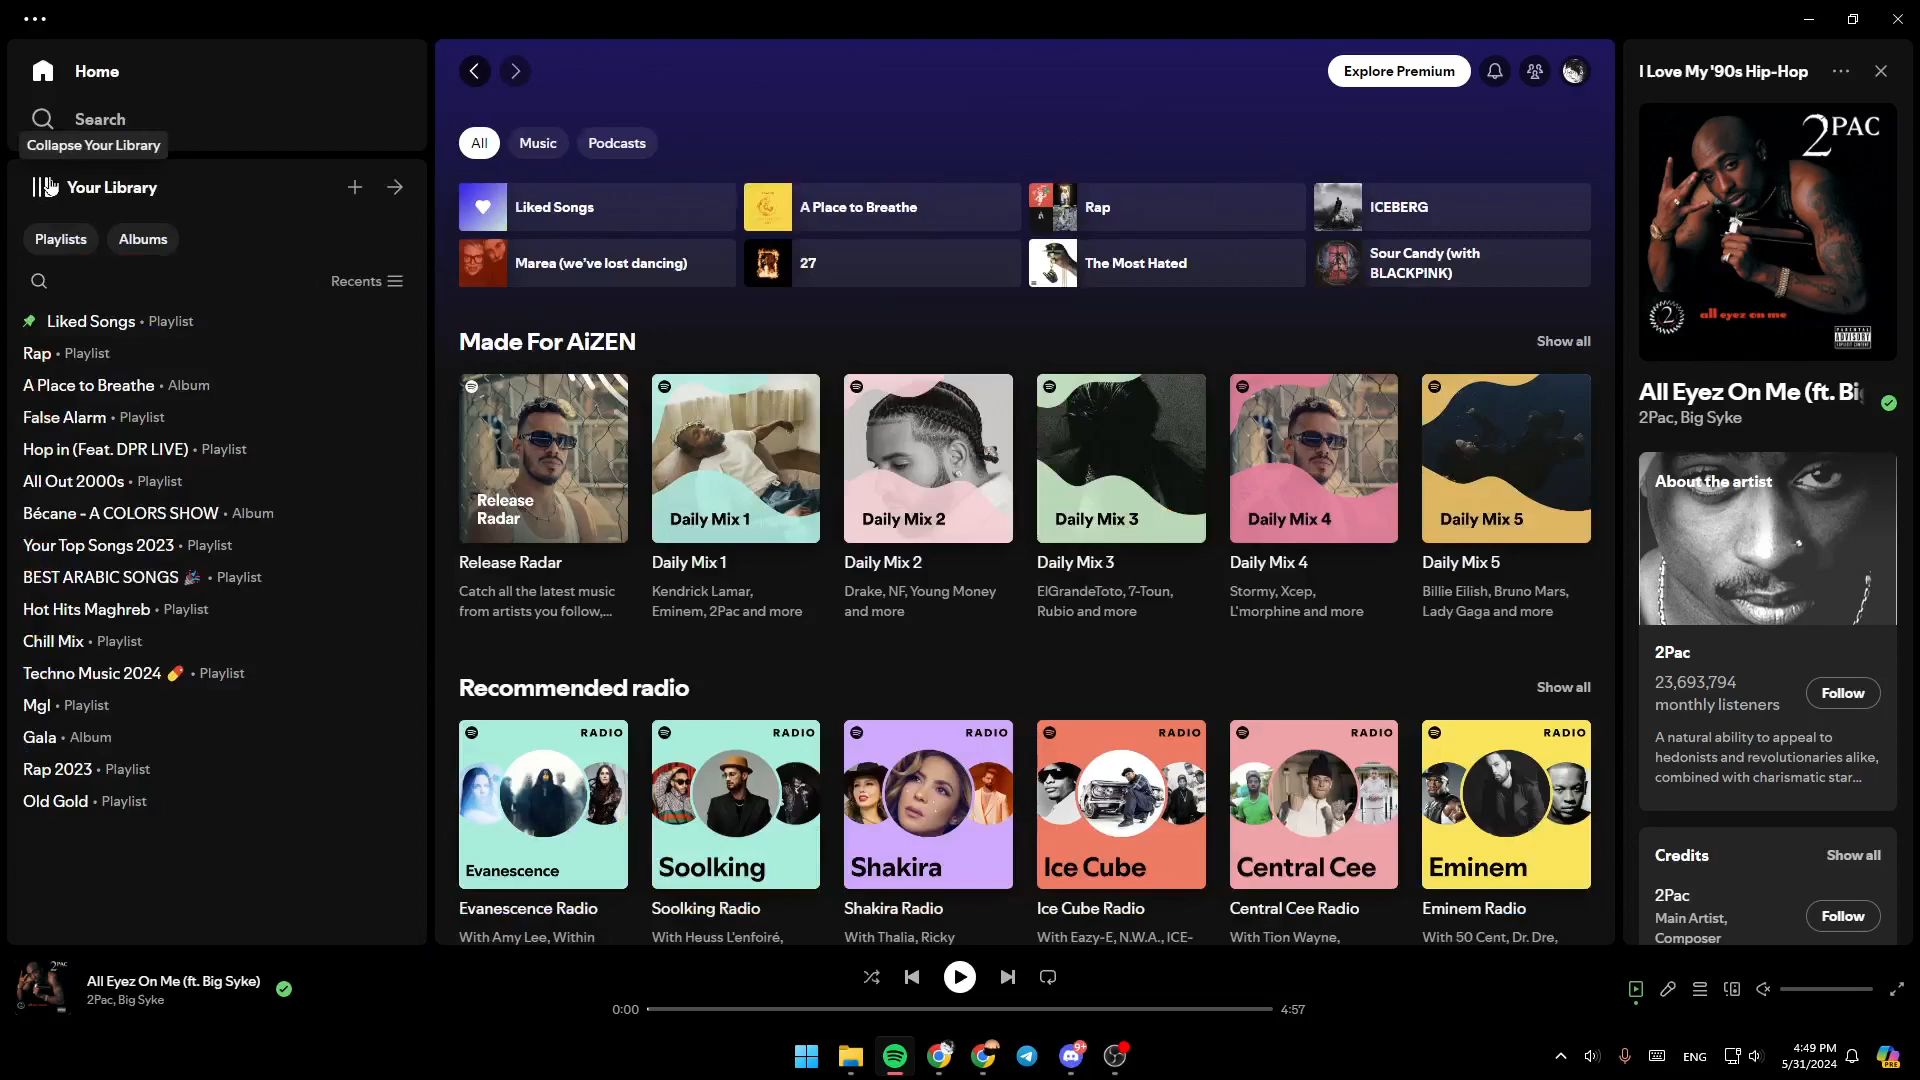 Home
Search
Collapse Your Library
Your Library
Playlists
Albums
Recents
Liked Songs • Playlist
Rap • Playlist
A Place to Breathe • Album
False Alarm • Playlist
Hop in (Feat. DPR LIVE) • Playlist
All Out 2000s • Playlist
Bécane - A COLORS SHOW • Album
Your Top Songs 2023 • Playlist
BEST ARABIC SONGS 🎉 • Playlist
Hot Hits Maghreb • Playlist
Chill Mix • Playlist
Techno Music 2024 💊 • Playlist
Mgl • Playlist
Gala • Album
Rap 2023 • Playlist
Old Gold • Playlist
Explore Premium
All
Music
Podcasts
Liked Songs
A Place to Breathe
Rap
ICEBERG
Marea (we've lost dancing)
27
The Most Hated
Sour Candy (with
BLACKPINK)
Made For AiZEN
Show all
Release
Radar
Daily Mix 1
Daily Mix 2
Daily Mix 3
Daily Mix 4
Daily Mix 5
Release Radar
Catch all the latest music
from artists you follow,...
Daily Mix 1
Kendrick Lamar,
Eminem, 2Pac and more
Daily Mix 2
Drake, NF, Young Money
and more
Daily Mix 3
ElGrandeToto, 7-Toun,
Rubio and more
Daily Mix 4
Stormy, Xcep,
L'morphine and more
Daily Mix 5
Billie Eilish, Bruno Mars,
Lady Gaga and more
Recommended radio
Show all
RADIO
Evanescence
RADIO
Soolking
RADIO
Shakira
RADIO
Ice Cube
RADIO
Central Cee
RADIO
Eminem
Evanescence Radio
With Amy Lee, Within
Soolking Radio
With Heuss L'enfoiré,
Shakira Radio
With Thalia, Ricky
Ice Cube Radio
With Eazy-E, N.W.A., ICE-
Central Cee Radio
With Tion Wayne,
Eminem Radio
With 50 Cent, Dr. Dre,
I Love My '90s Hip-Hop
2PAC
2
all eyez on me
PARENTAL
ADVISORY
All Eyez On Me (ft. Bi
2Pac, Big Syke
About the artist
2Pac
23,693,794
monthly listeners
Follow
A natural ability to appeal to
hedonists and revolutionaries alike,
combined with charismatic star...
Credits
Show all
2Pac
Main Artist,
Composer
Follow
2PAC
All Eyez On Me (ft. Big Syke)
2Pac, Big Syke
0:00
4:57
9+
ENG
4:49 PM
5/31/2024
PRE